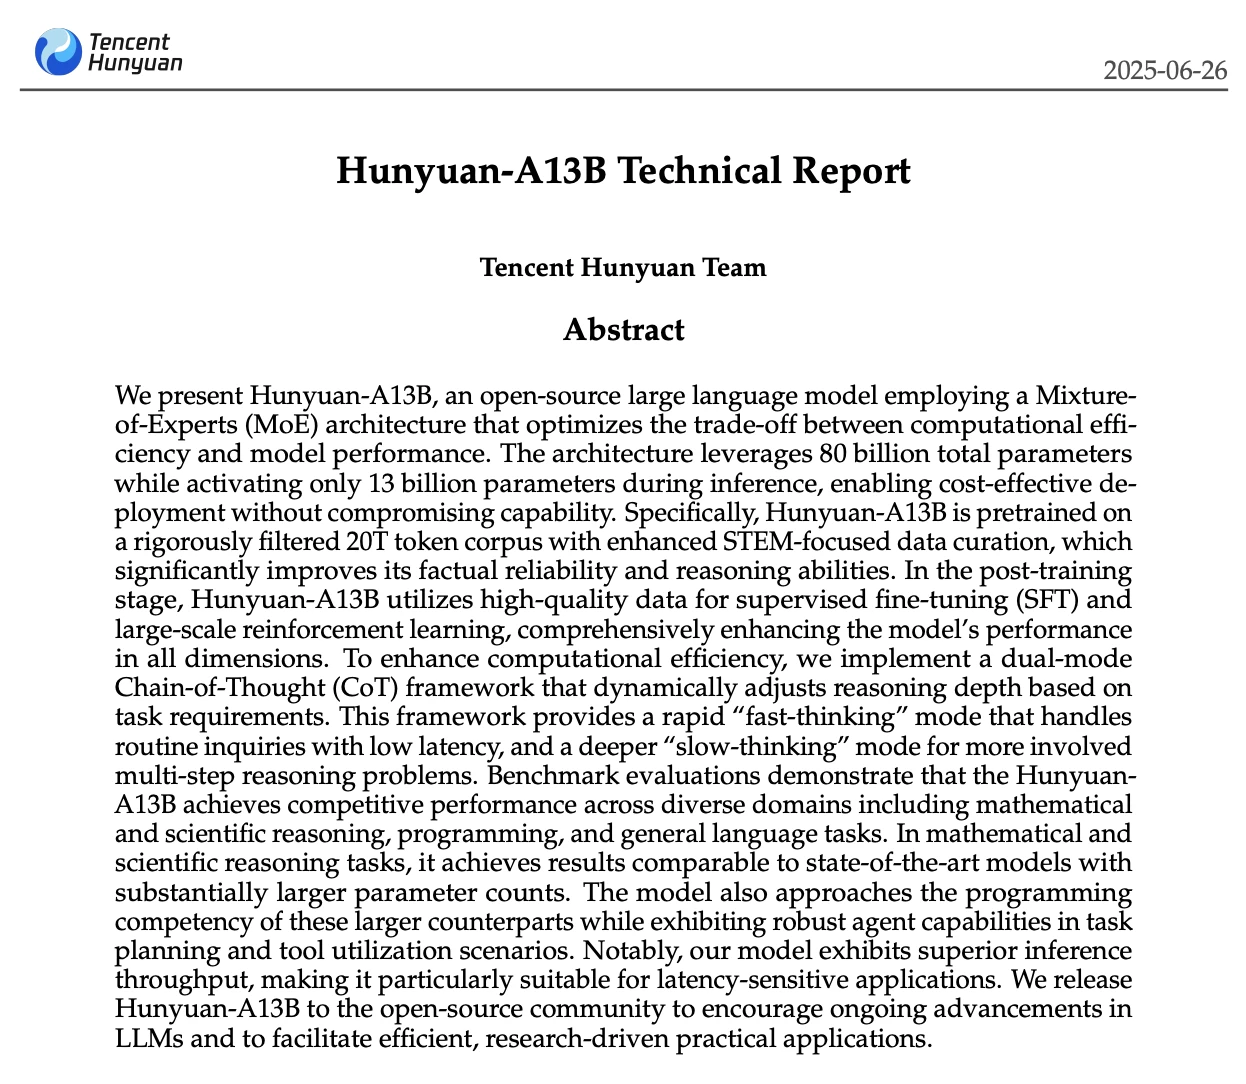 Tencent
Hunyuan
2025-06-26
Hunyuan-A13B Technical Report
Tencent Hunyuan Team
Abstract
We present Hunyuan-A13B, an open-source large language model employing a Mixture-
of-Experts (MoE) architecture that optimizes the trade-off between computational effi-
ciency and model performance. The architecture leverages 80 billion total parameters
while activating only 13 billion parameters during inference, enabling cost-effective de-
ployment without compromising capability. Specifically, Hunyuan-A13B is pretrained on
a rigorously filtered 20T token corpus with enhanced STEM-focused data curation, which
significantly improves its factual reliability and reasoning abilities. In the post-training
stage, Hunyuan-A13B utilizes high-quality data for supervised fine-tuning (SFT) and
large-scale reinforcement learning, comprehensively enhancing the model's performance
in all dimensions. To enhance computational efficiency, we implement a dual-mode
Chain-of-Thought (CoT) framework that dynamically adjusts reasoning depth based on
task requirements. This framework provides a rapid “fast-thinking” mode that handles
routine inquiries with low latency, and a deeper “slow-thinking” mode for more involved
multi-step reasoning problems. Benchmark evaluations demonstrate that the Hunyuan-
A13B achieves competitive performance across diverse domains including mathematical
and scientific reasoning, programming, and general language tasks. In mathematical and
scientific reasoning tasks, it achieves results comparable to state-of-the-art models with
substantially larger parameter counts. The model also approaches the programming
competency of these larger counterparts while exhibiting robust agent capabilities in task
planning and tool utilization scenarios. Notably, our model exhibits superior inference
throughput, making it particularly suitable for latency-sensitive applications. We release
Hunyuan-A13B to the open-source community to encourage ongoing advancements in
LLMs and to facilitate efficient, research-driven practical applications.